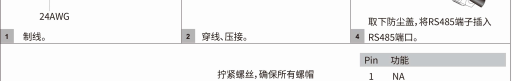 24AWG
1 制线。
2 穿线、压接。
取下防尘盖，将RS485端子插入
4 RS485端口。
拧紧螺丝，确保所有螺帽
Pin 功能
1 NA